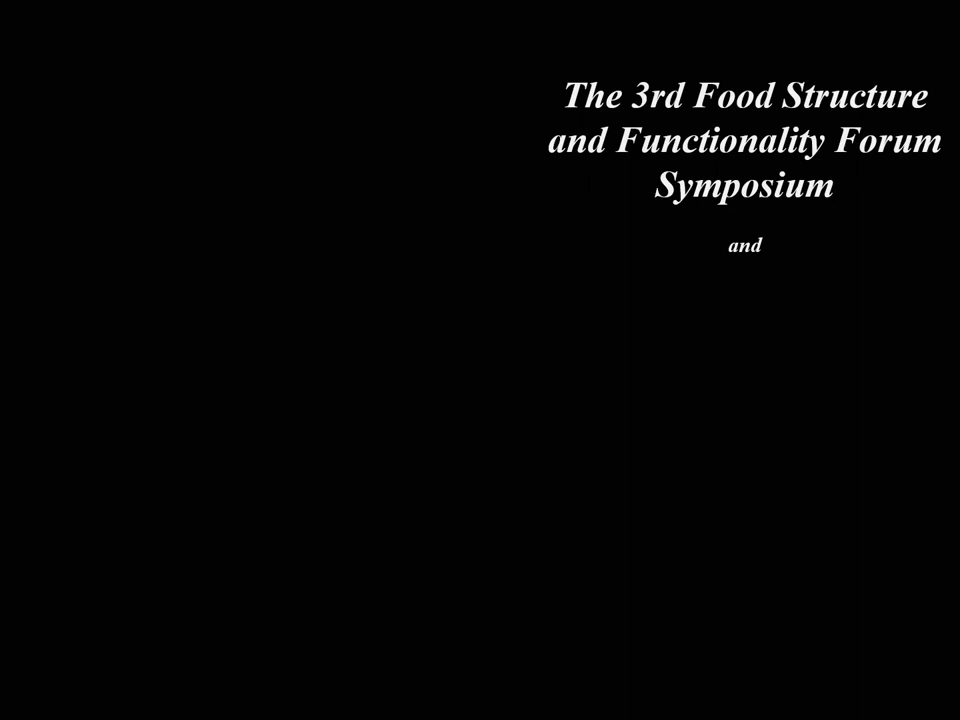 The 3rd Food Structure
and Functionality Forum
Symposium
and